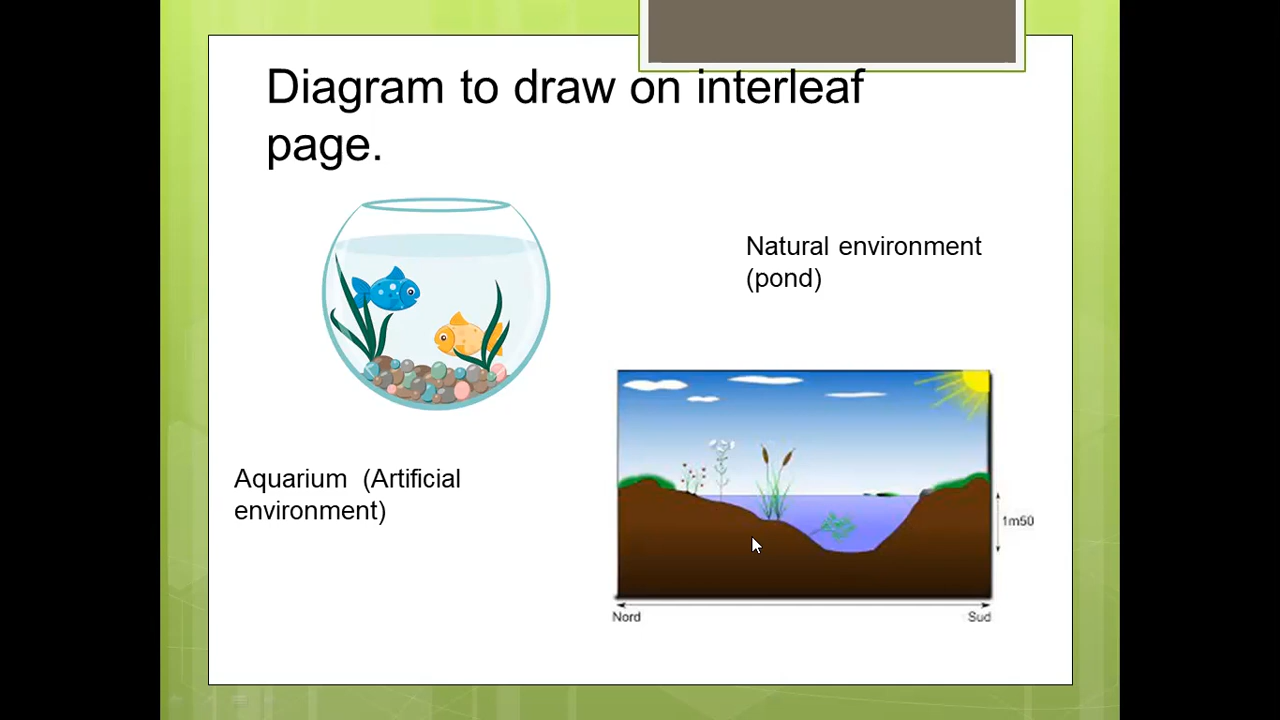 Diagram to draw on interleaf
page.
Natural environment
(pond)
Aquarium (Artificial
environment)
1m50
Nord
Sud